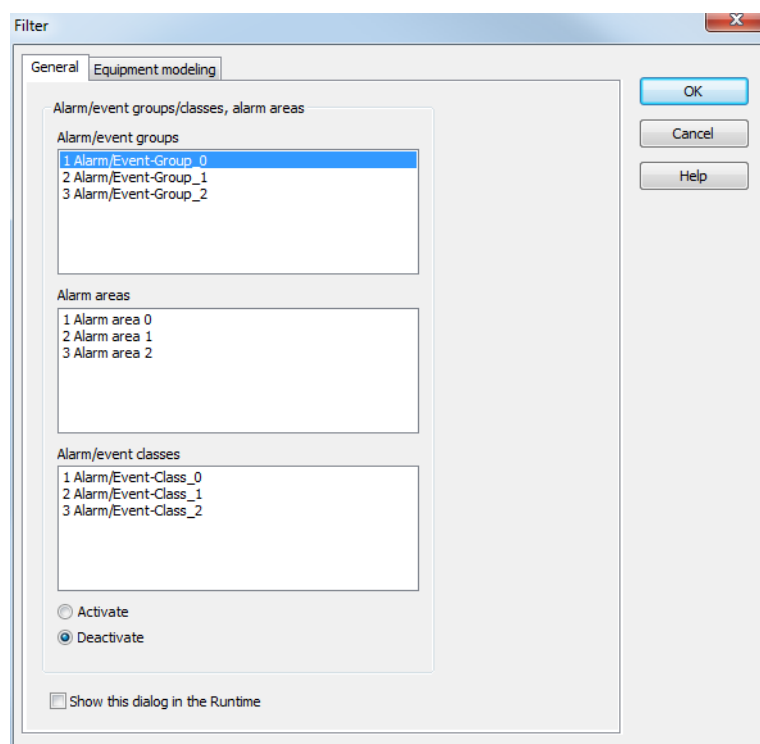 Filter
General
Equipment modeling
OK
Cancel
Help
Alarm/event groups/classes, alarm areas
Alarm/event groups
1 Alarm/Event-Group_0
2 Alarm/Event-Group_1
3 Alarm/Event-Group_2
Alarm areas
1 Alarm area 0
2 Alarm area 1
3 Alarm area 2
Alarm/event classes
1 Alarm/Event-Class_0
2 Alarm/Event-Class_1
3 Alarm/Event-Class_2
Activate
Deactivate
Show this dialog in the Runtime